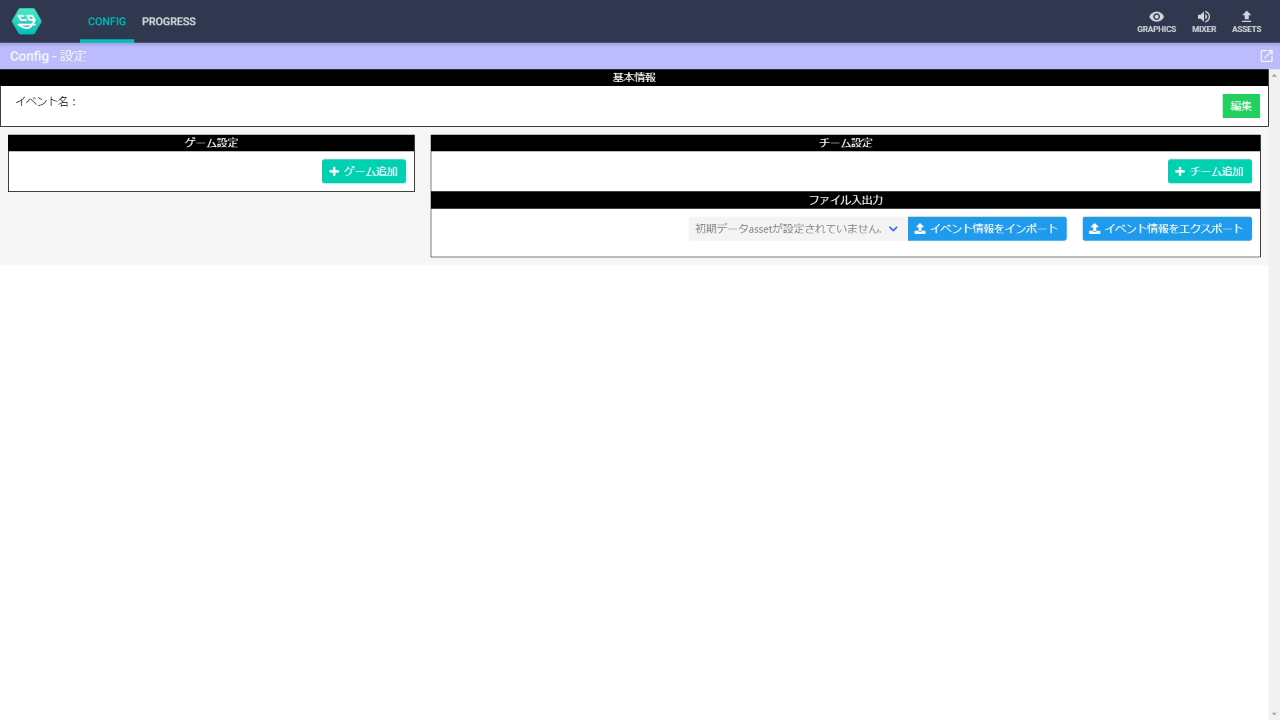 CONFIG PROGRESS GRAPHICS MIXER ASSETS
Config - 設定
基本情報
イベント名：
編集
ゲーム設定
ゲーム追加
チーム設定
チーム追加
ファイル入出力
初期データassetが設定されていません。 イベント情報をインポート イベント情報をエクスポート